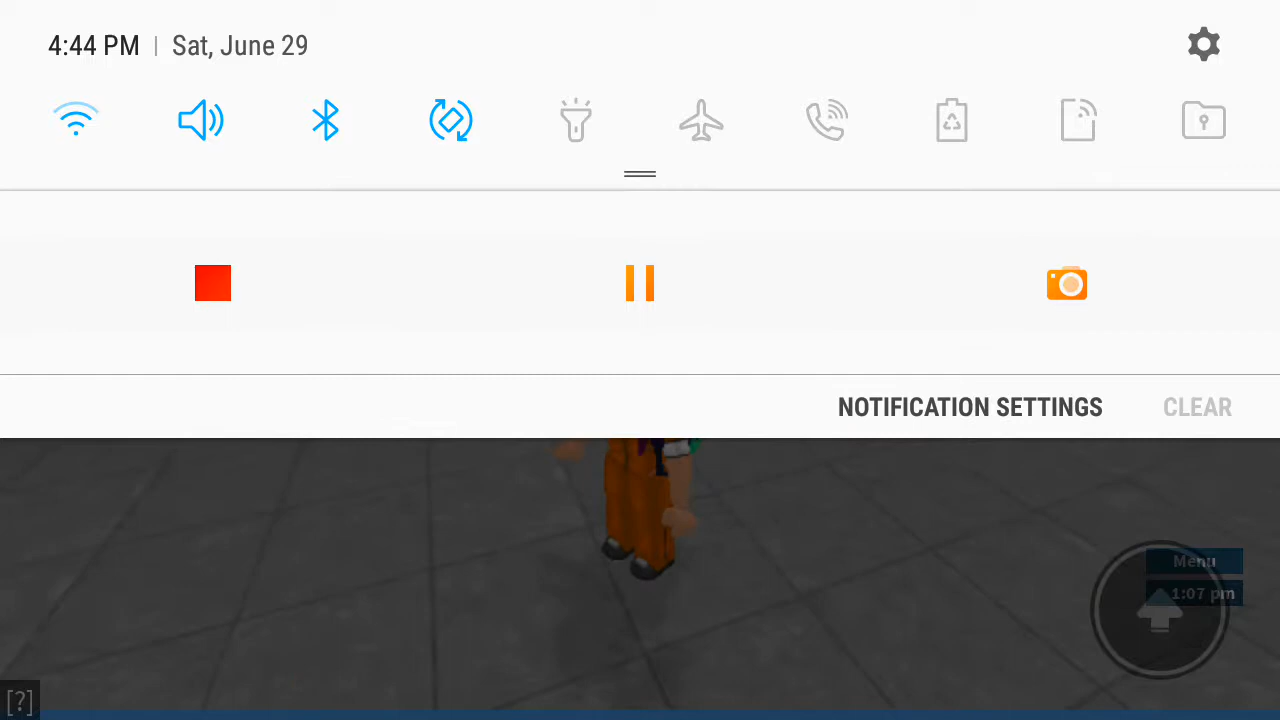 4:44 PM | Sat, June 29
NOTIFICATION SETTINGS
CLEAR
Menu
1:07 pm
[?]